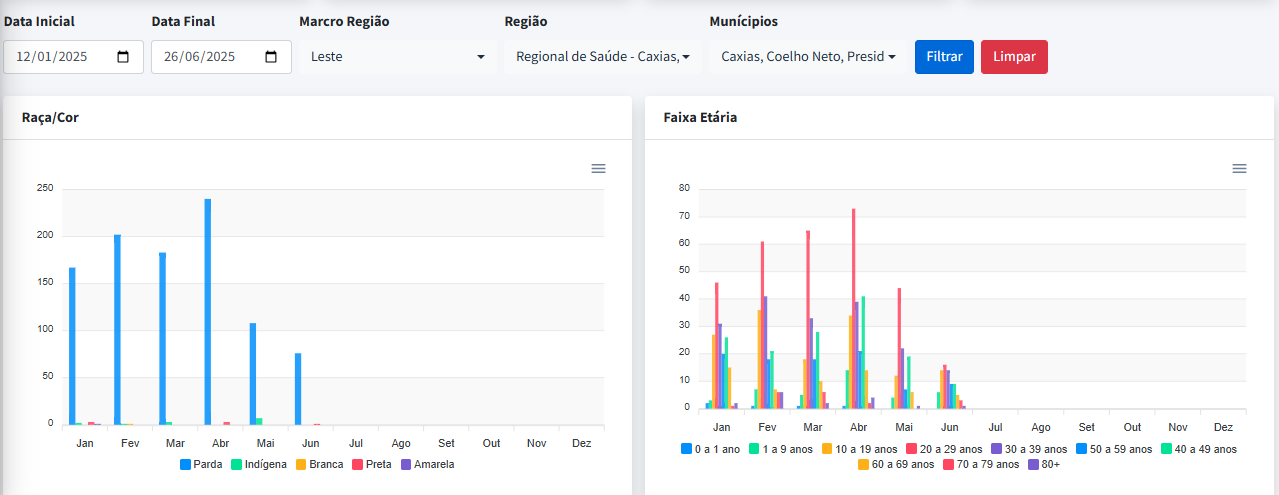 Data Inicial Data Final Marcro Região Região Munícipios
12/01/2025 26/06/2025 Leste Regional de Saúde - Caxias, Caxias, Coelho Neto, Presid Filtrar Limpar
Raça/Cor
250
200
150
100
50
0
Jan Fev Mar Abr Mai Jun Jul Ago Set Out Nov Dez
Parda Indígena Branca Preta Amarela
Faixa Etária
80
70
60
50
40
30
20
10
0
Jan Fev Mar Abr Mai Jun Jul Ago Set Out Nov Dez
0 a 1 ano 1 a 9 anos 10 a 19 anos 20 a 29 anos 30 a 39 anos 50 a 59 anos 40 a 49 anos
60 a 69 anos 70 a 79 anos 80+